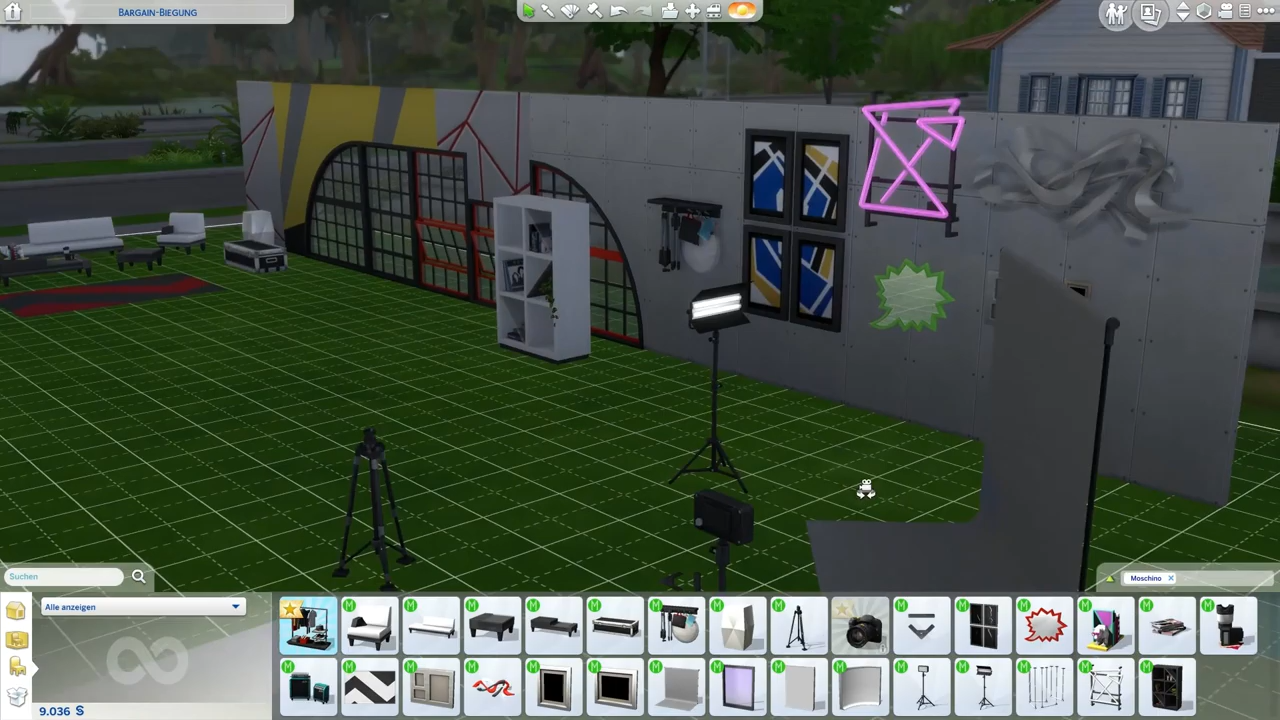 BARGAIN-BIEGUNG
Suchen
Moschino
Alle anzeigen
9.036 $